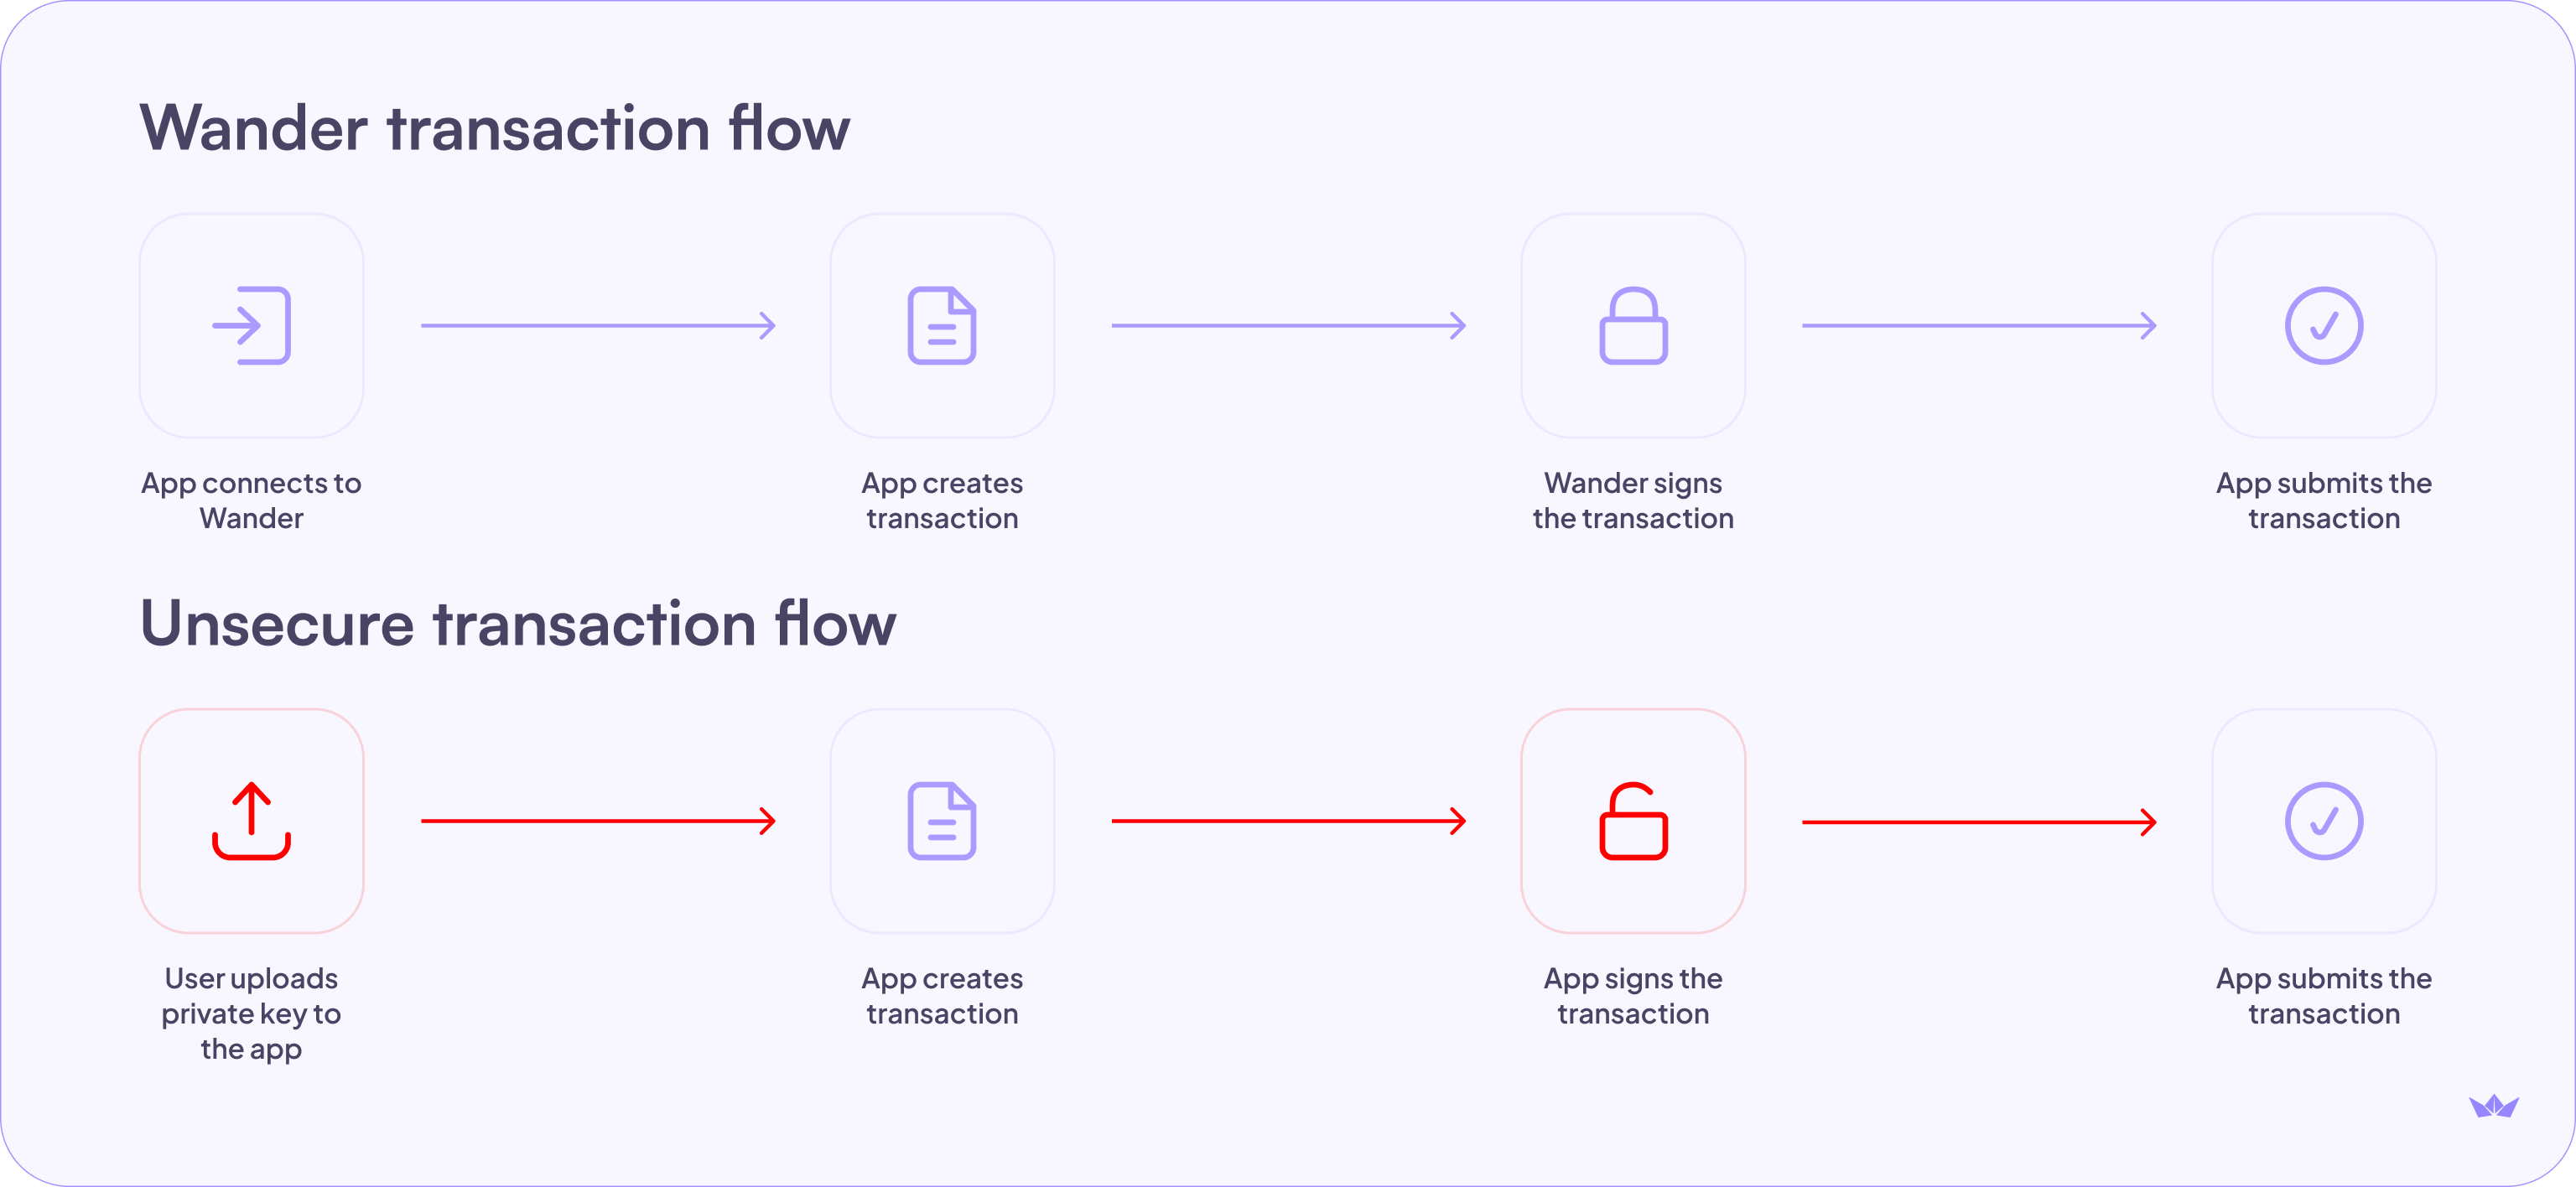 Wander transaction flow
App connects to
Wander
App creates
transaction
Wander signs
the transaction
App submits the
transaction
Unsecure transaction flow
User uploads
private key to
the app
App creates
transaction
App signs the
transaction
App submits the
transaction